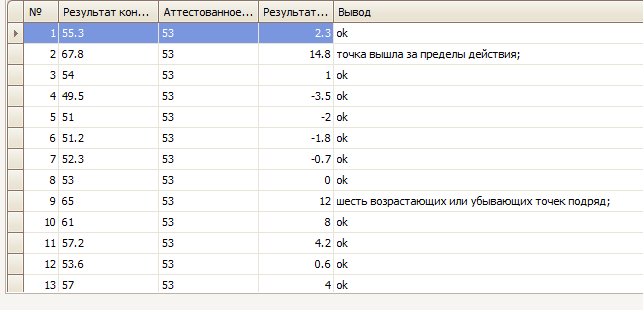 № Результат кон... Аттестованное... Результат... Вывод
1 55.3 53 2.3 ok
2 67.8 53 14.8 точка вышла за пределы действия;
3 54 53 1 ok
4 49.5 53 -3.5 ok
5 51 53 -2 ok
6 51.2 53 -1.8 ok
7 52.3 53 -0.7 ok
8 53 53 0 ok
9 65 53 12 шесть возрастающих или убывающих точек подряд;
10 61 53 8 ok
11 57.2 53 4.2 ok
12 53.6 53 0.6 ok
13 57 53 4 ok